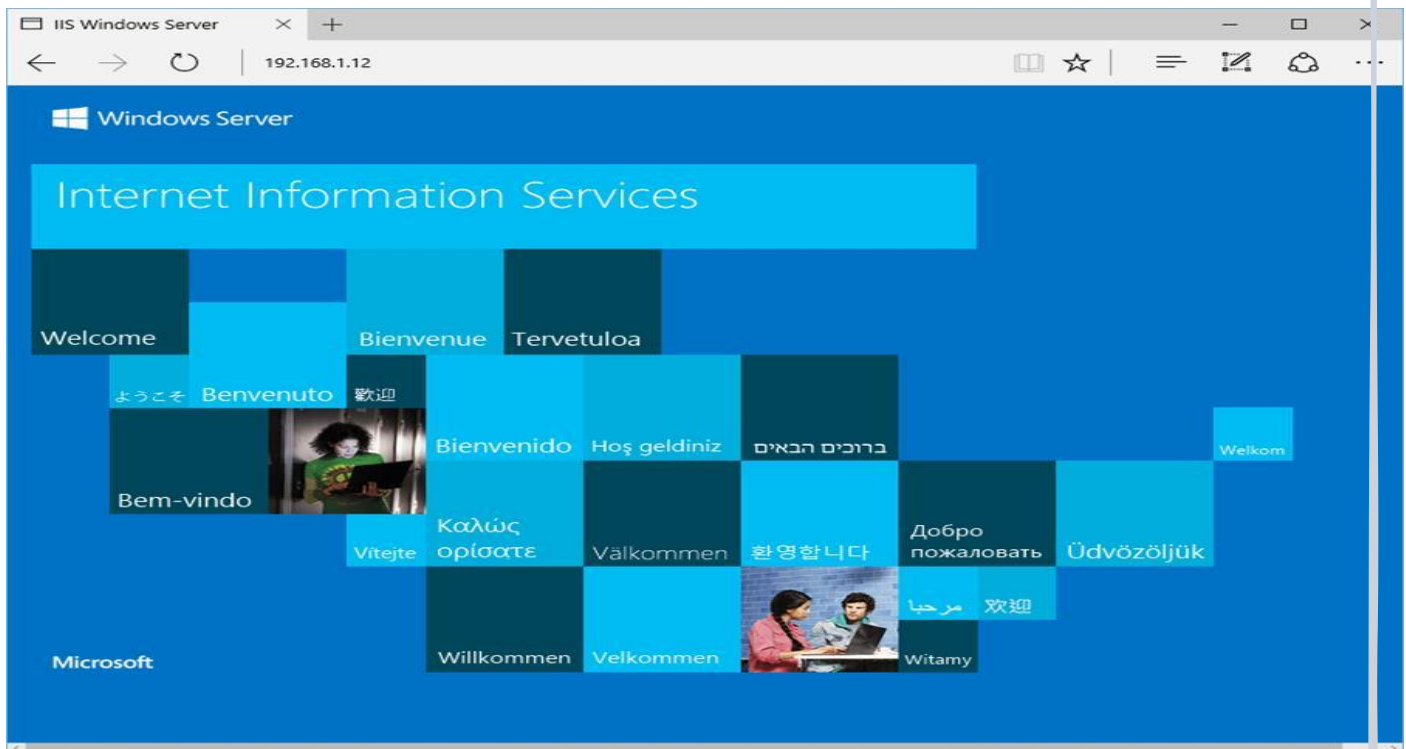 IIS Windows Server
192.168.1.12
Windows Server
Internet Information Services
Welcome
Bienvenue
Tervetuloa
ようこそ
Benvenuto
歡迎
Bienvenido
Hoş geldiniz
ברוכים הבאים
Welkom
Bem-vindo
Vítejte
Καλώς
ορίσατε
Välkommen
환영합니다
Добро
пожаловать
Üdvözöljük
مرحبا
欢迎
Microsoft
Willkommen
Velkommen
Witamy